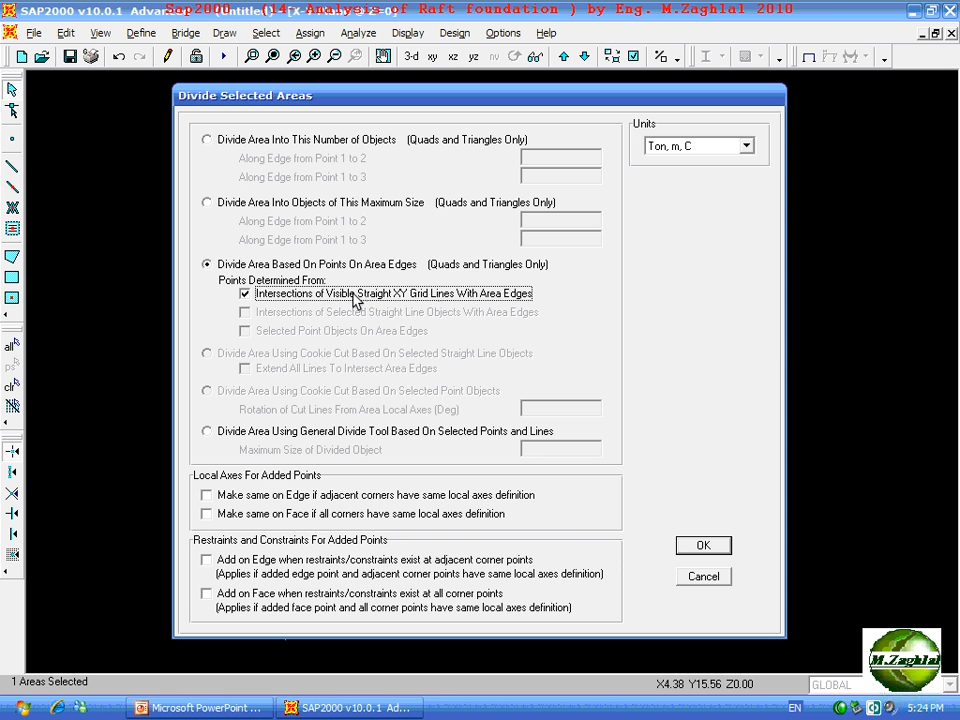 SAP2000 v10.0.1 Advan
Sap2000 (14- Analysis of Raft foundation ) by Eng. M.Zaghlal 2010
File Edit View Define Bridge Draw Select Assign Analyze Display Design Options Help
3-d xy xz yz nv
Divide Selected Areas
Divide Area Into This Number of Objects (Quads and Triangles Only)
Along Edge from Point 1 to 2
Along Edge from Point 1 to 3
Divide Area Into Objects of This Maximum Size (Quads and Triangles Only)
Along Edge from Point 1 to 2
Along Edge from Point 1 to 3
Divide Area Based On Points On Area Edges (Quads and Triangles Only)
Points Determined From:
Intersections of Visible Straight XY Grid Lines With Area Edges
Intersections of Selected Straight Line Objects With Area Edges
Selected Point Objects On Area Edges
Divide Area Using Cookie Cut Based On Selected Straight Line Objects
Extend All Lines To Intersect Area Edges
Divide Area Using Cookie Cut Based On Selected Point Objects
Rotation of Cut Lines From Area Local Axes (Deg)
Divide Area Using General Divide Tool Based On Selected Points and Lines
Maximum Size of Divided Object
Local Axes For Added Points
Make same on Edge if adjacent corners have same local axes definition
Make same on Face if all corners have same local axes definition
Restraints and Constraints For Added Points
Add on Edge when restraints/constraints exist at adjacent corner points
(Applies if added edge point and adjacent corner points have same local axes definition)
Add on Face when restraints/constraints exist at all corner points
(Applies if added face point and all corner points have same local axes definition)
Units
Ton, m, C
OK
Cancel
all
ps
clr
M.Zaghlal
1 Areas Selected
X4.38 Y15.56 Z0.00
GLOBAL
Microsoft PowerPoint ...
SAP2000 v10.0.1 Ad...
EN
5:24 PM